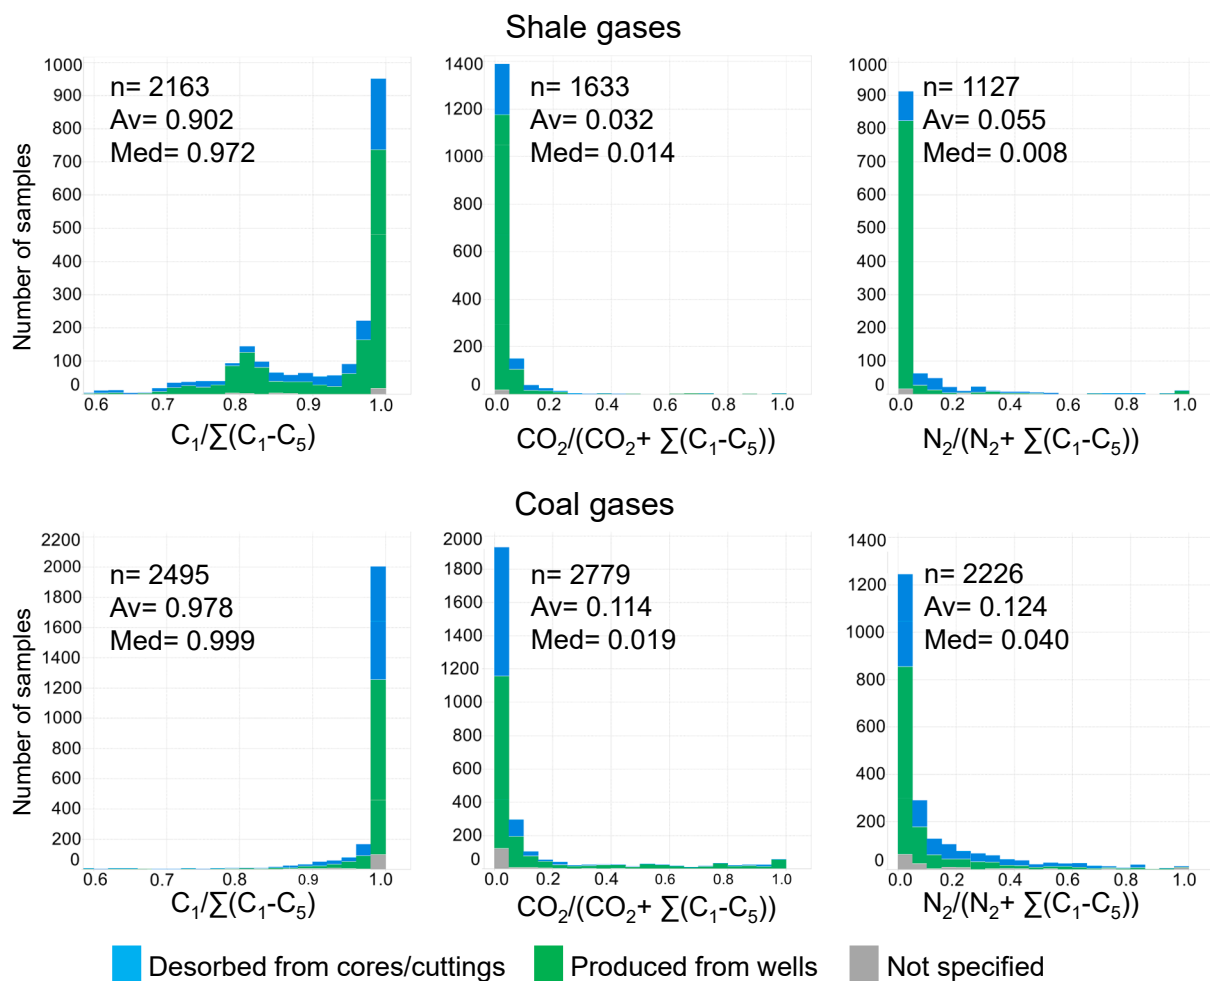 Shale gases
Number of samples
1000
900
800
700
600
500
400
300
200
100
0
n= 2163
Av= 0.902
Med= 0.972
0.6 0.7 0.8 0.9 1.0
C₁/∑(C₁-C₅)
1400
1200
1000
800
600
400
200
0
n= 1633
Av= 0.032
Med= 0.014
0.0 0.2 0.4 0.6 0.8 1.0
CO₂/(CO₂+ ∑(C₁-C₅))
1000
900
800
700
600
500
400
300
200
100
0
n= 1127
Av= 0.055
Med= 0.008
0.0 0.2 0.4 0.6 0.8 1.0
N₂/(N₂+ ∑(C₁-C₅))
Coal gases
Number of samples
2200
2000
1800
1600
1400
1200
1000
800
600
400
200
0
n= 2495
Av= 0.978
Med= 0.999
0.6 0.7 0.8 0.9 1.0
C₁/∑(C₁-C₅)
2000
1800
1600
1400
1200
1000
800
600
400
200
0
n= 2779
Av= 0.114
Med= 0.019
0.0 0.2 0.4 0.6 0.8 1.0
CO₂/(CO₂+ ∑(C₁-C₅))
1400
1200
1000
800
600
400
200
0
n= 2226
Av= 0.124
Med= 0.040
0.0 0.2 0.4 0.6 0.8 1.0
N₂/(N₂+ ∑(C₁-C₅))
Desorbed from cores/cuttings Produced from wells Not specified